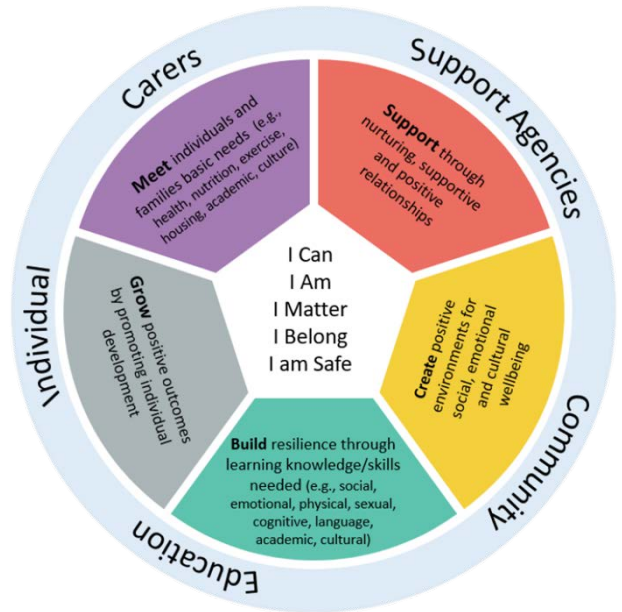 Carers
Support Agencies
Community
Education
Individual
Meet individuals and
families basic needs (e.g.,
health, nutrition, exercise,
housing, academic, culture)
Support through
nurturing, supportive
and positive
relationships
Create positive
environments for
social, emotional
and cultural
wellbeing
Build resilience through
learning knowledge/skills
needed (e.g., social,
emotional, physical, sexual,
cognitive, language,
academic, cultural)
Grow positive outcomes
by promoting individual
development
I Can
I Am
I Matter
I Belong
I am Safe